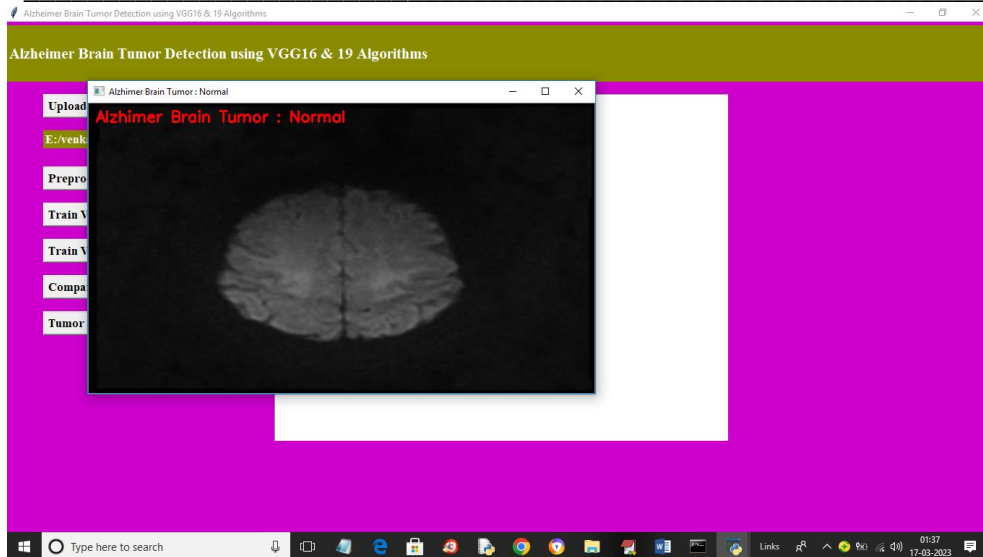 Alzheimer Brain Tumor Detection using VGG16 & 19 Algorithms
Alzheimer Brain Tumor Detection using VGG16 & 19 Algorithms
Alzhimer Brain Tumor : Normal
Alzhimer Brain Tumor : Normal
Upload
E:/venk
Prepro
Train V
Train V
Compa
Tumor
Type here to search
Links
01:37
17-03-2023